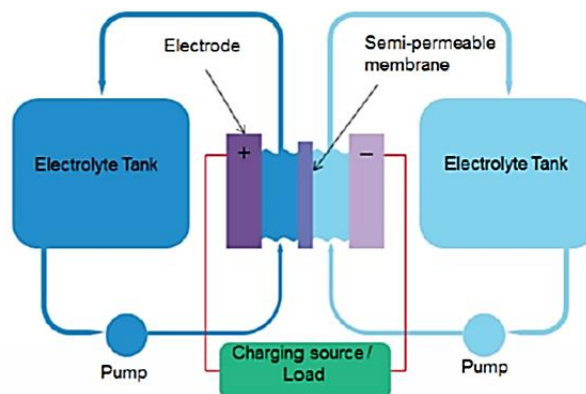 Electrode
Semi-permeable
membrane
+
–
Electrolyte Tank
Electrolyte Tank
Pump
Charging source /
Load
Pump